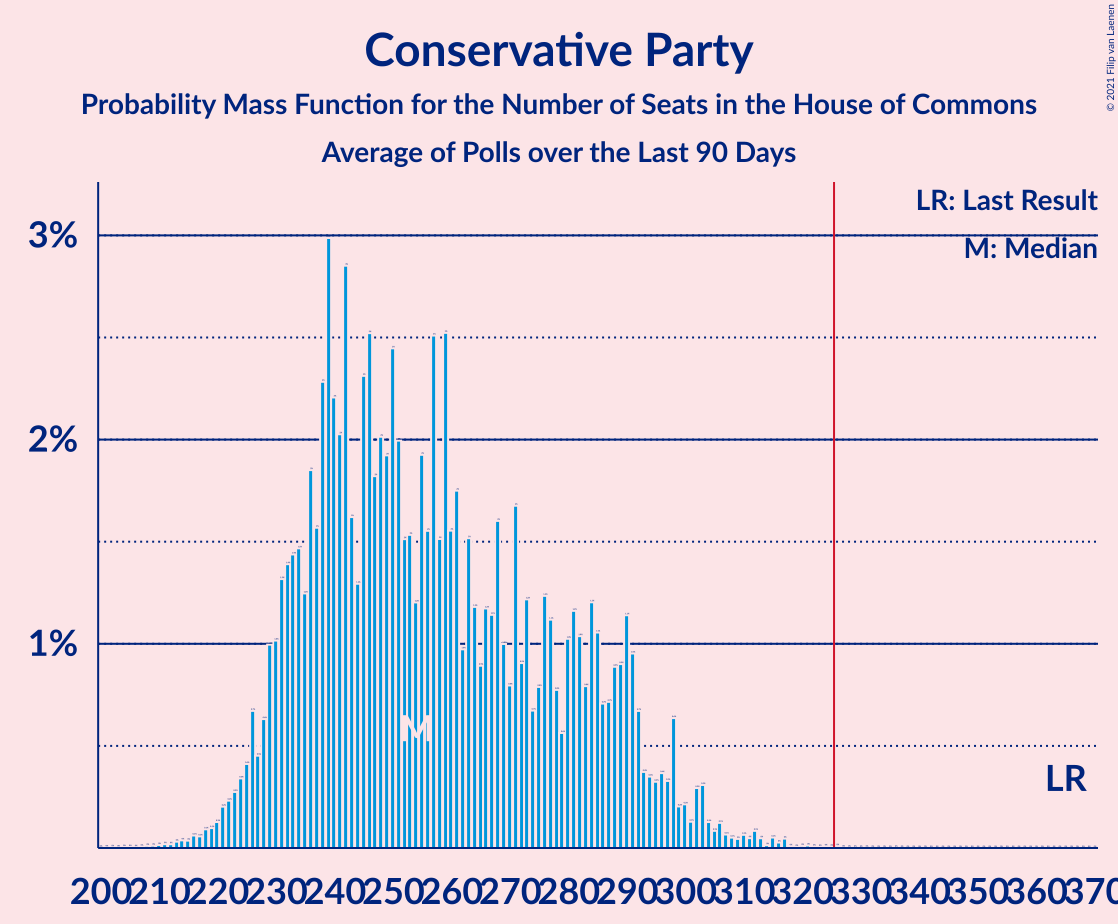 Conservative Party
Probability Mass Function for the Number of Seats in the House of Commons
Average of Polls over the Last 90 Days
© 2021 Filip van Laenen
LR: Last Result
M: Median
3%
2%
1%
M
LR
200 210 220 230 240 250 260 270 280 290 300 310 320 330 340 350 360 370